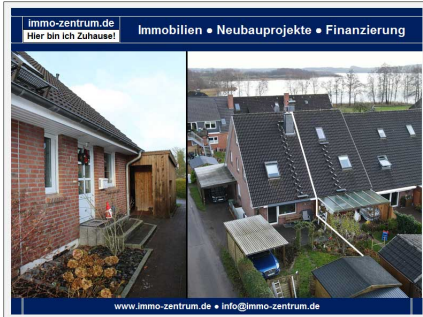 immo-zentrum.de
Hier bin ich Zuhause!
Immobilien ● Neubauprojekte ● Finanzierung
www.immo-zentrum.de ● info@immo-zentrum.de